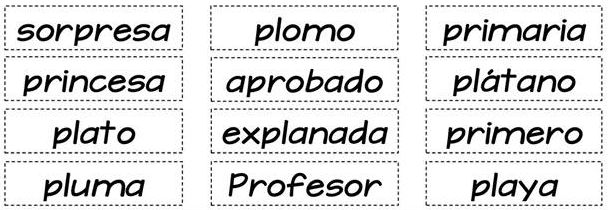 sorpresa plomo primaria
princesa aprobado plátano
plato explanada primero
pluma Profesor playa